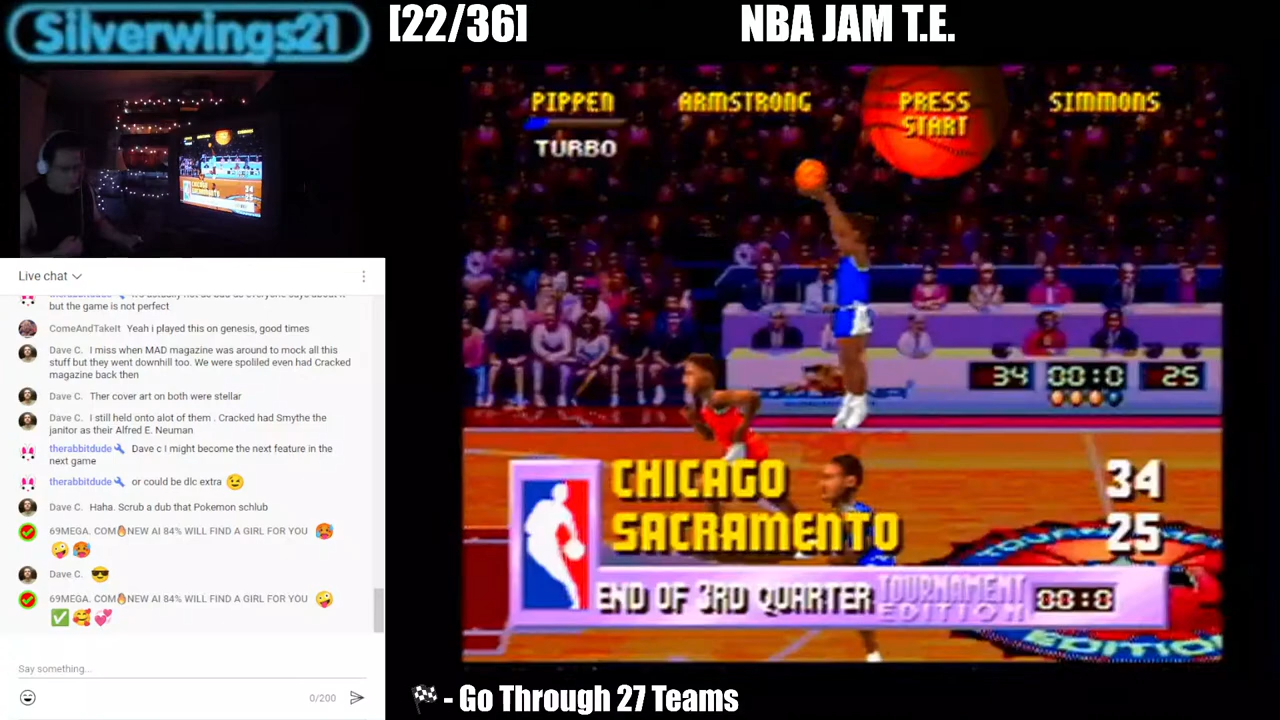 Silverwings21
[22/36]
NBA JAM T.E.
PIPPEN
ARMSTRONG
PRESS
START
SIMMONS
TURBO
34 00:0 25
CHICAGO 34
SACRAMENTO 25
END OF 3RD QUARTER
TOURNAMENT
EDITION
00:0
EDITION
Live chat
but the game is not perfect
ComeAndTakeIt Yeah i played this on genesis, good times
Dave C. I miss when MAD magazine was around to mock all this
stuff but they went downhill too. We were spoliled even had Cracked
magazine back then
Dave C. Ther cover art on both were stellar
Dave C. I still held onto alot of them . Cracked had Smythe the
janitor as their Alfred E. Neuman
therabbitdude Dave c I might become the next feature in the
next game
therabbitdude or could be dlc extra 😉
Dave C. Haha. Scrub a dub that Pokemon schlub
69MEGA. COM🔥NEW AI 84% WILL FIND A GIRL FOR YOU 🥵
🤪🥵
Dave C. 😎
69MEGA. COM🔥NEW AI 84% WILL FIND A GIRL FOR YOU 🤪
✅🥰💞
Say something...
0/200
🏁 - Go Through 27 Teams